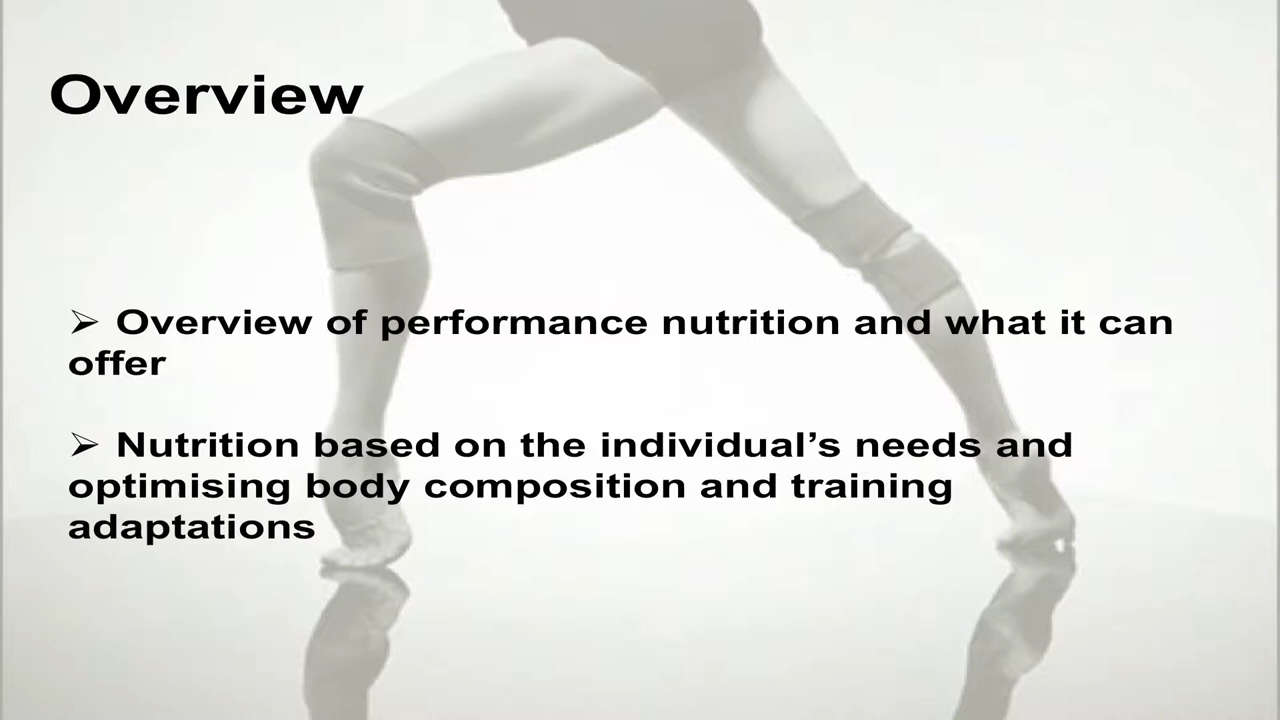 Overview
➢ Overview of performance nutrition and what it can
offer
➢ Nutrition based on the individual’s needs and
optimising body composition and training
adaptations